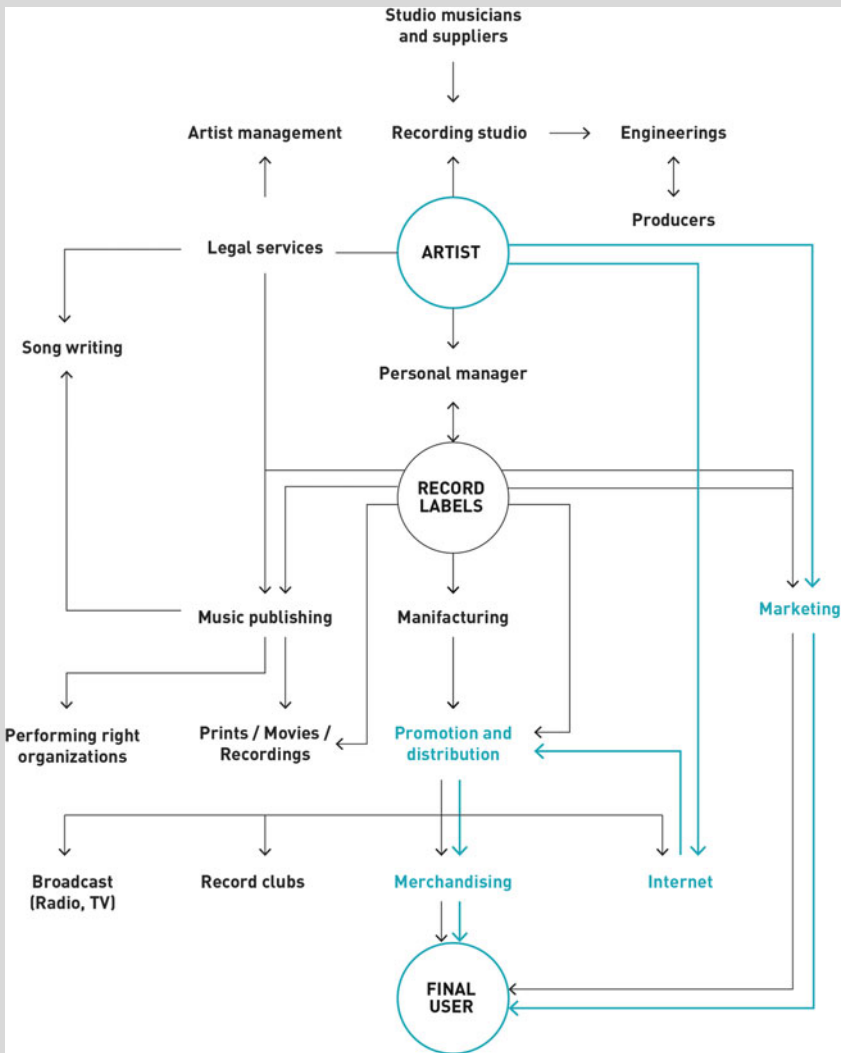 Studio musicians
and suppliers
Artist management
Recording studio
Engineerings
Producers
Legal services
ARTIST
Song writing
Personal manager
RECORD
LABELS
Music publishing
Manifacturing
Marketing
Performing right
organizations
Prints / Movies /
Recordings
Promotion and
distribution
Broadcast
(Radio, TV)
Record clubs
Merchandising
Internet
FINAL
USER